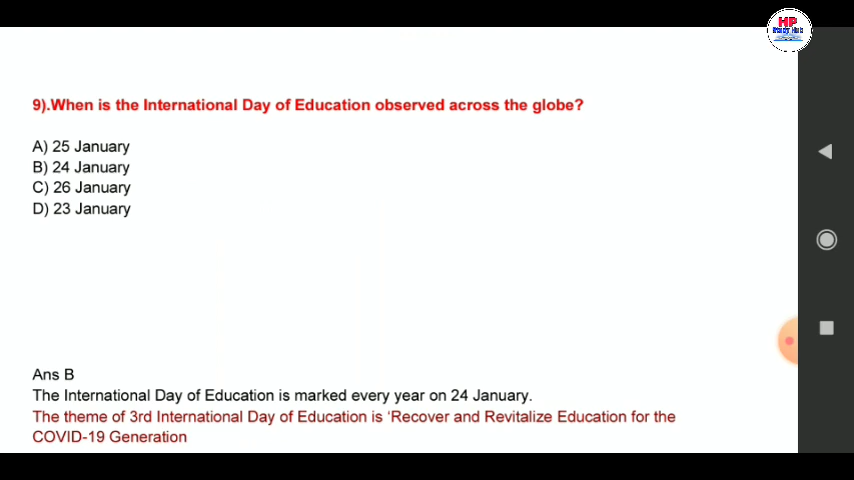 HP
Study Hub
9).When is the International Day of Education observed across the globe?
A) 25 January
B) 24 January
C) 26 January
D) 23 January
Ans B
The International Day of Education is marked every year on 24 January.
The theme of 3rd International Day of Education is ‘Recover and Revitalize Education for the
COVID-19 Generation